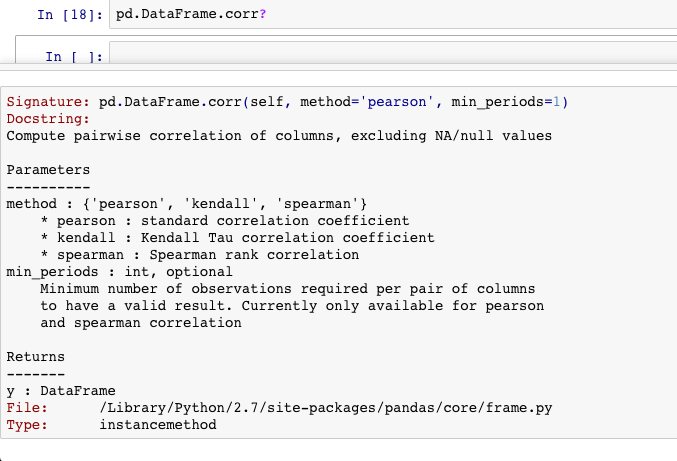 In [18]: pd.DataFrame.corr?
In [ ]:
Signature: pd.DataFrame.corr(self, method='pearson', min_periods=1)
Docstring:
Compute pairwise correlation of columns, excluding NA/null values
Parameters
----------
method : {'pearson', 'kendall', 'spearman'}
    * pearson : standard correlation coefficient
    * kendall : Kendall Tau correlation coefficient
    * spearman : Spearman rank correlation
min_periods : int, optional
    Minimum number of observations required per pair of columns
    to have a valid result. Currently only available for pearson
    and spearman correlation
Returns
-------
y : DataFrame
File:      /Library/Python/2.7/site-packages/pandas/core/frame.py
Type:      instancemethod